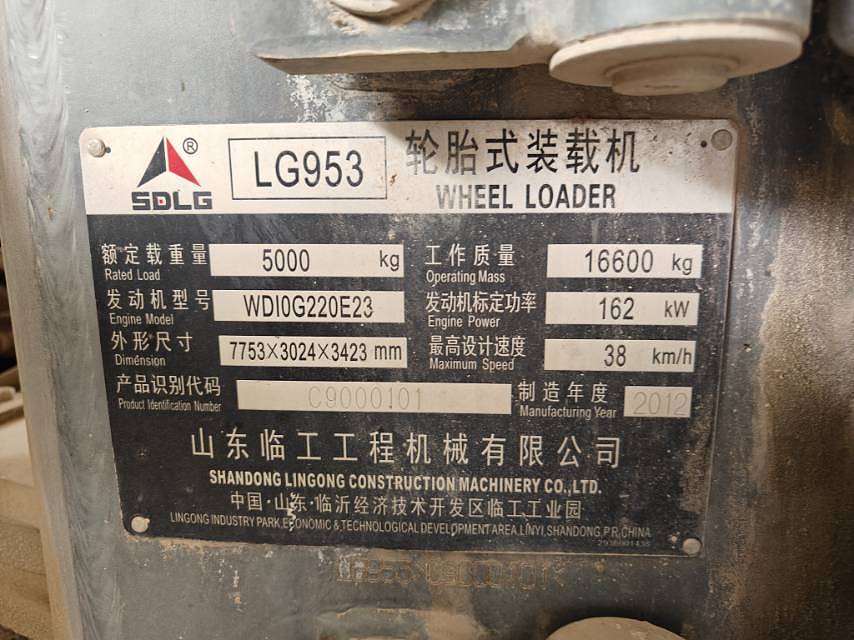 SDLG ®
LG953
轮胎式装载机
WHEEL LOADER
额定载重量 5000 kg
Rated Load
工作质量 16600 kg
Operating Mass
发动机型号 WD10G220E23
Engine Model
发动机标定功率 162 kW
Engine Power
外形尺寸 7753×3024×3423 mm
Dimension
最高设计速度 38 km/h
Maximum Speed
产品识别代码 C9000101
Product Identification Number
制造年度 2012
Manufacturing Year
山东临工工程机械有限公司
SHANDONG LINGONG CONSTRUCTION MACHINERY CO.,LTD.
中国·山东·临沂经济技术开发区临工工业园
LINGONG INDUSTRY PARK,ECONOMIC & TECHNOLOGICAL DEVELOPMENT AREA,LINYI,SHANDONG,P.R.CHINA